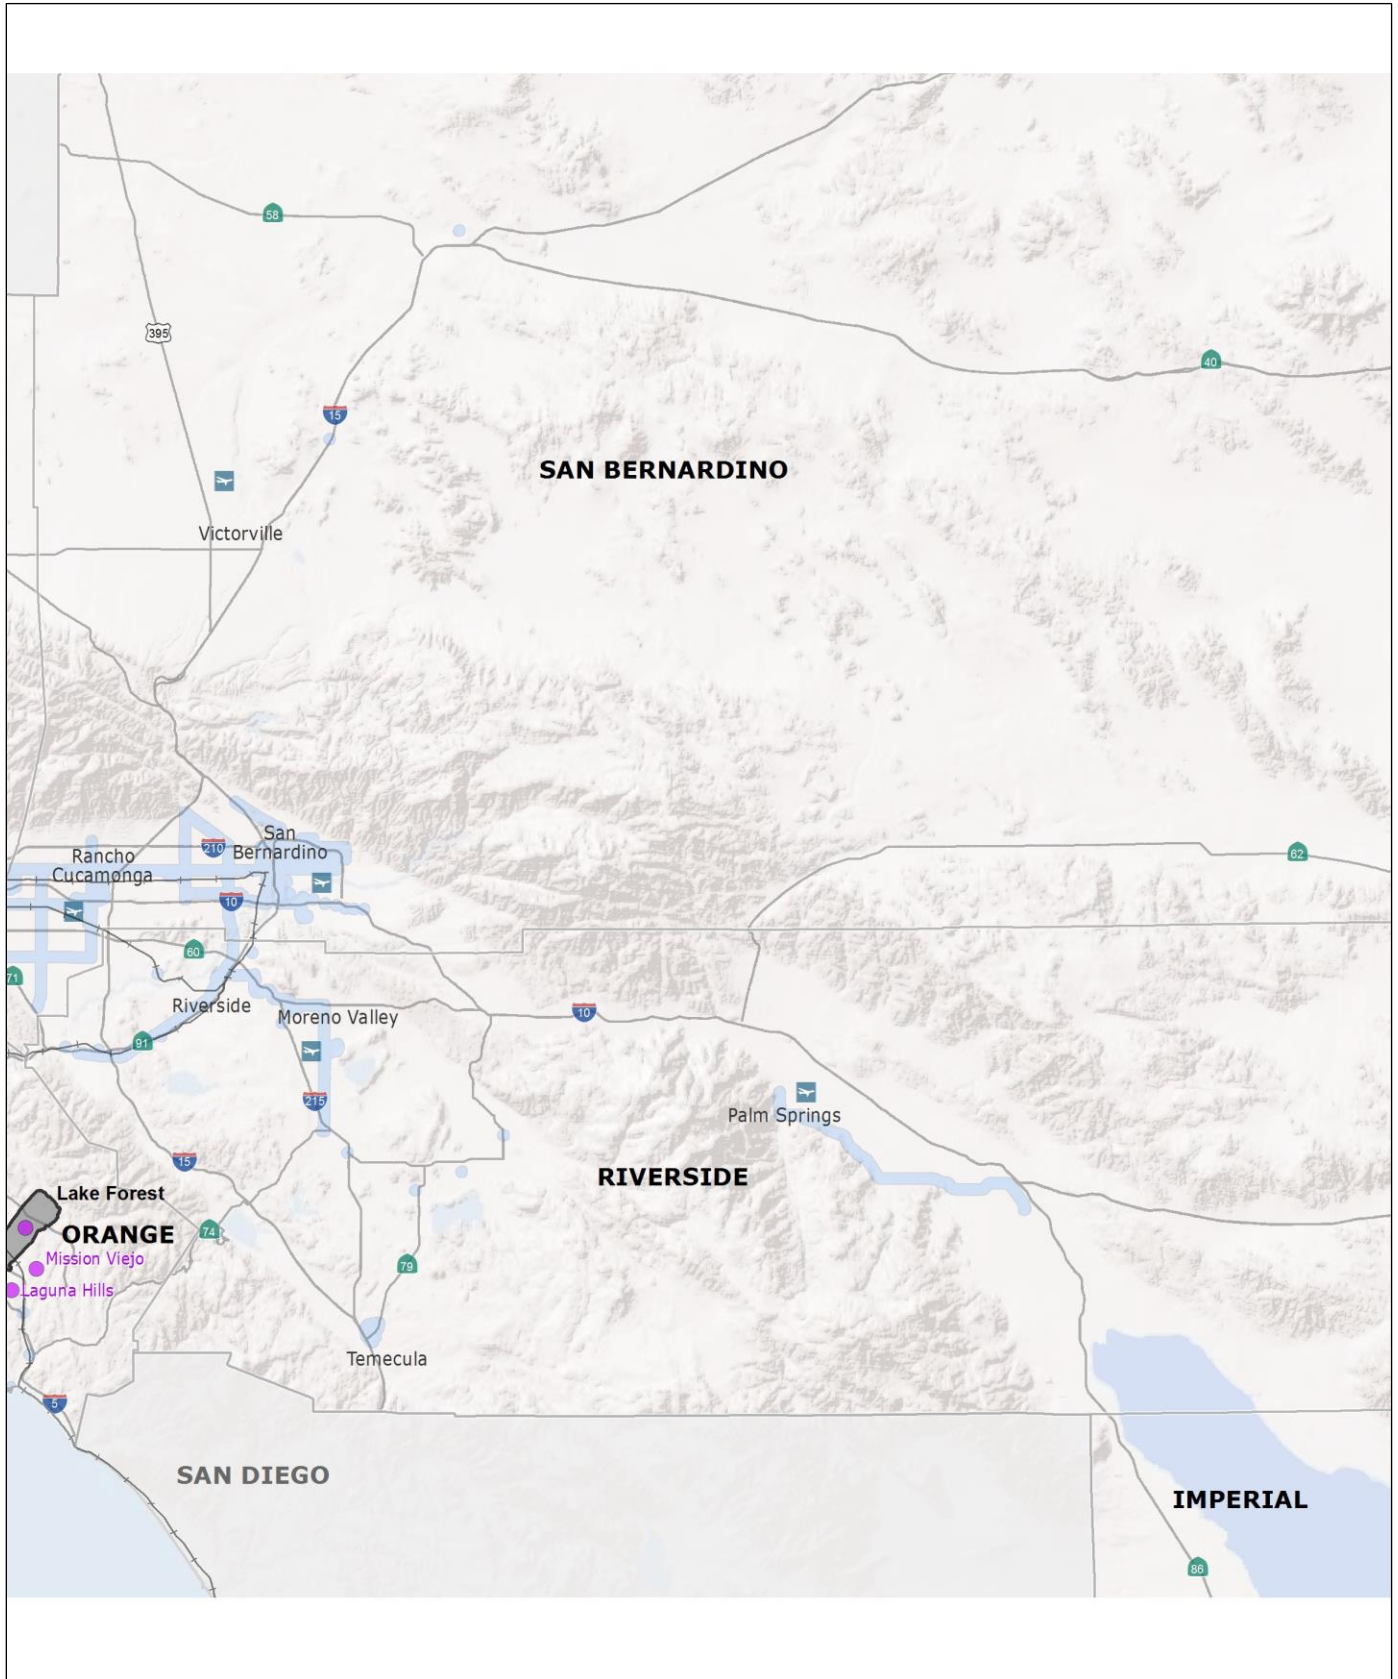 58
395
40
15
SAN BERNARDINO
Victorville
San
Bernardino
210
Rancho
Cucamonga
62
10
60
71
Riverside
Moreno Valley
10
91
215
Palm Springs
15
RIVERSIDE
Lake Forest
ORANGE
74
Mission Viejo
79
Laguna Hills
Temecula
5
SAN DIEGO
IMPERIAL
86